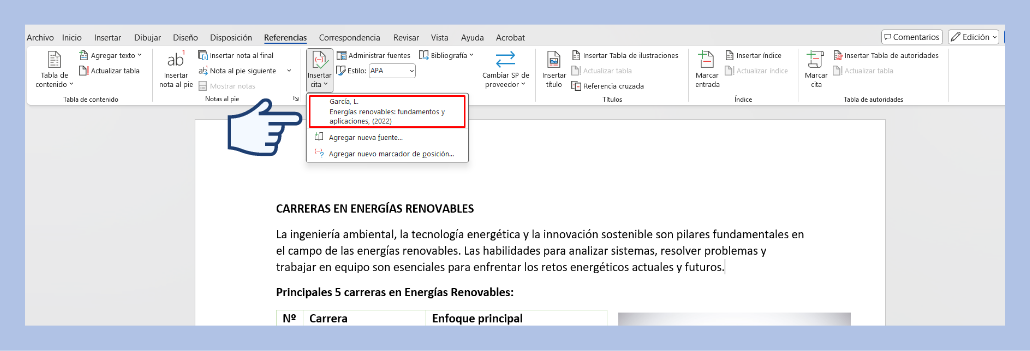 Archivo Inicio Insertar Dibujar Diseño Disposición Referencias Correspondencia Revisar Vista Ayuda Acrobat Comentarios Edición
Tabla de contenido
Agregar texto
Actualizar tabla
Tabla de contenido
ab¹
Insertar nota al pie
Insertar nota al final
Nota al pie siguiente
Mostrar notas
Notas al pie
Insertar cita
Administrar fuentes
Estilo: APA
Bibliografía
Cambiar SP de proveedor
Insertar título
Insertar Tabla de ilustraciones
Actualizar tabla
Referencia cruzada
Títulos
Marcar entrada
Insertar índice
Actualizar índice
Índice
Marcar cita
Insertar Tabla de autoridades
Actualizar tabla
Tabla de autoridades
García, L.
Energías renovables: fundamentos y
aplicaciones, (2022)
Agregar nueva fuente...
Agregar nuevo marcador de posición...
CARRERAS EN ENERGÍAS RENOVABLES
La ingeniería ambiental, la tecnología energética y la innovación sostenible son pilares fundamentales en
el campo de las energías renovables. Las habilidades para analizar sistemas, resolver problemas y
trabajar en equipo son esenciales para enfrentar los retos energéticos actuales y futuros.
Principales 5 carreras en Energías Renovables:
Nº Carrera Enfoque principal